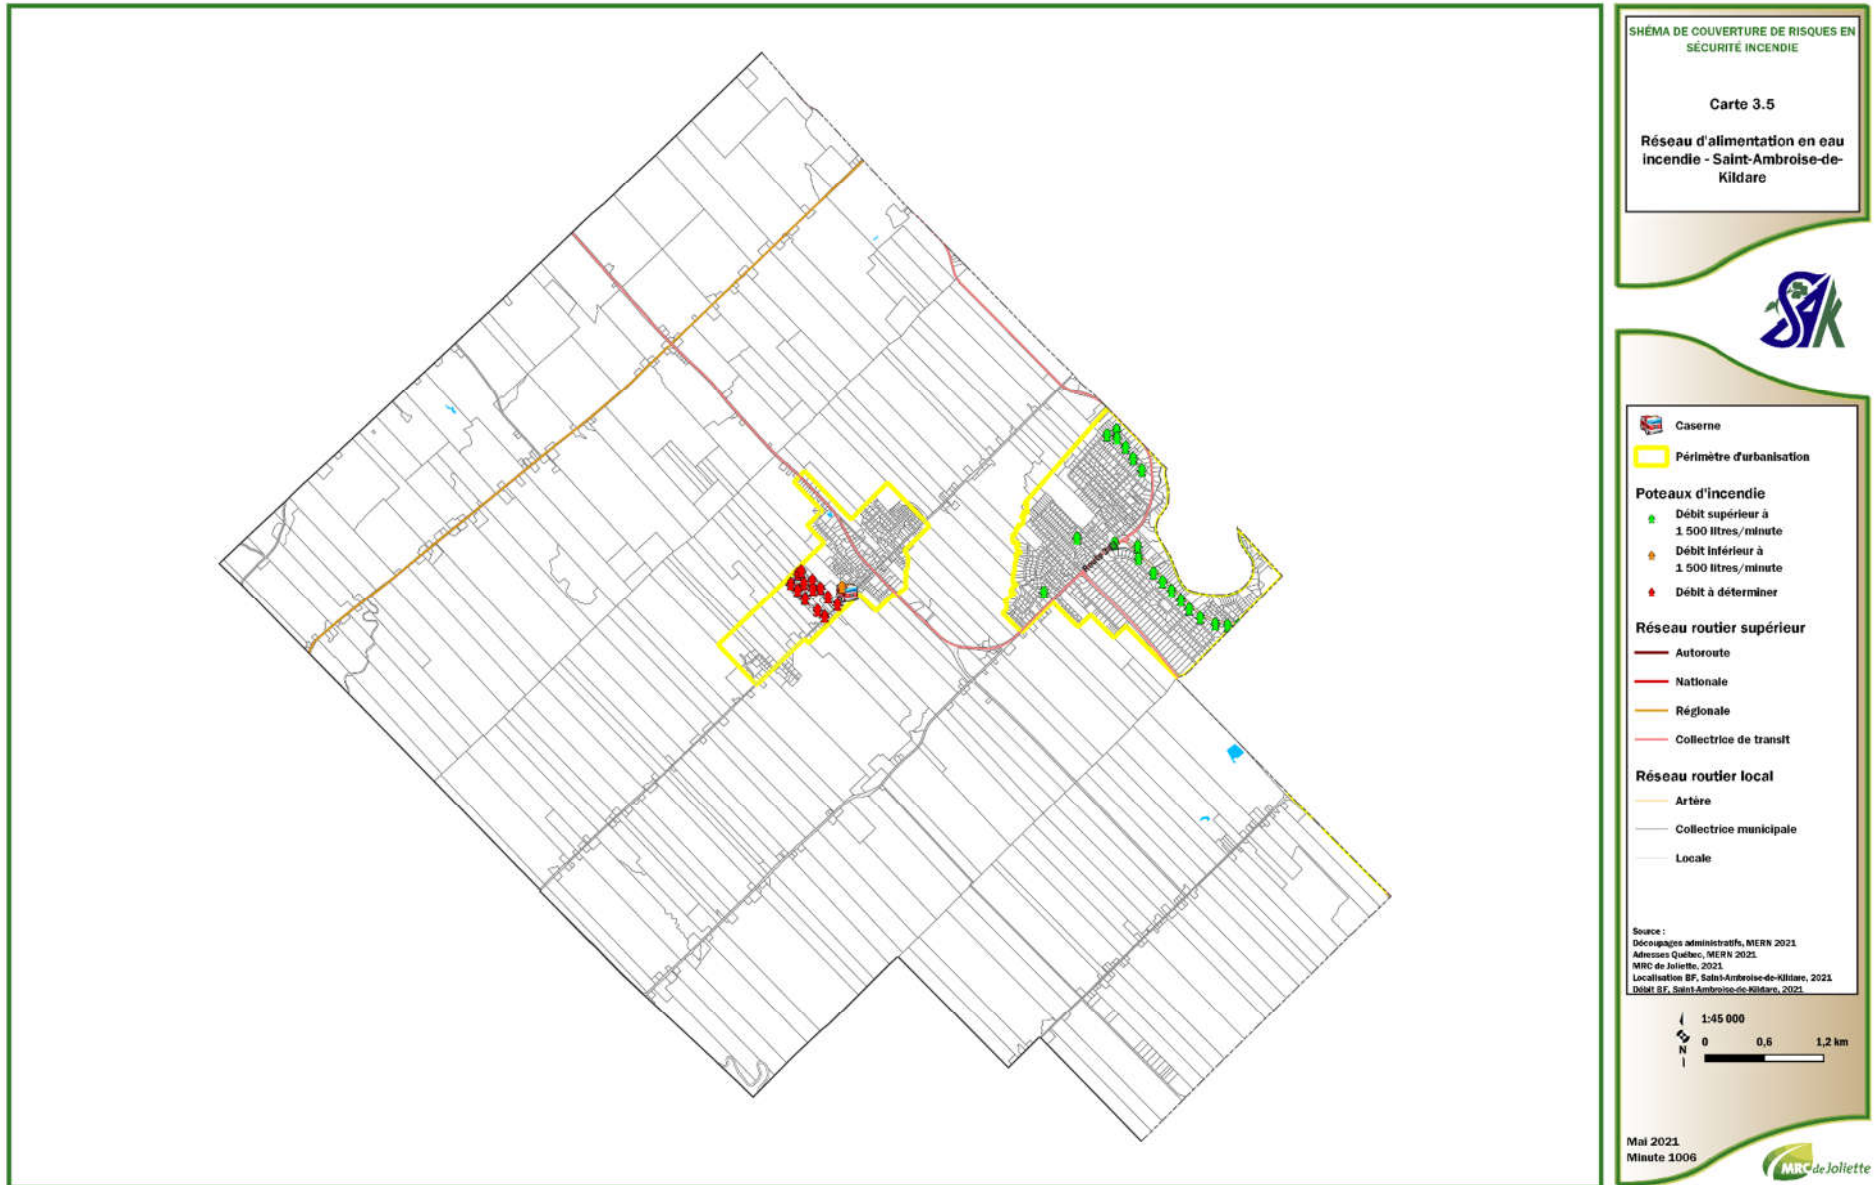 SHÉMA DE COUVERTURE DE RISQUES EN
SÉCURITÉ INCENDIE
Carte 3.5
Réseau d'alimentation en eau
incendie - Saint-Ambroise-de-
Kildare
SAK
Caserne
Périmètre d'urbanisation
Poteaux d'incendie
Débit supérieur à
1 500 litres/minute
Débit inférieur à
1 500 litres/minute
Débit à déterminer
Réseau routier supérieur
Autoroute
Nationale
Régionale
Collectrice de transit
Réseau routier local
Artère
Collectrice municipale
Locale
Source :
Découpages administratifs, MERN 2021
Adresses Québec, MERN 2021
MRC de Joliette, 2021
Localisation BF, Saint-Ambroise-de-Kildare, 2021
Débit BF, Saint-Ambroise-de-Kildare, 2021
1:45 000
0 0,6 1,2 km
N
Mai 2021
Minute 1006
MRC de Joliette
Route